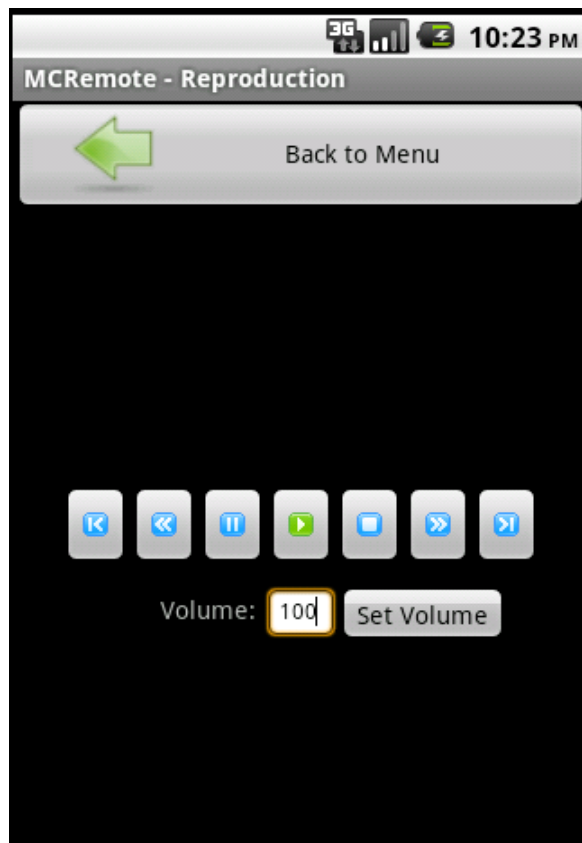 3G 10:23 PM
MCRemote - Reproduction
Back to Menu
Volume: 100 Set Volume